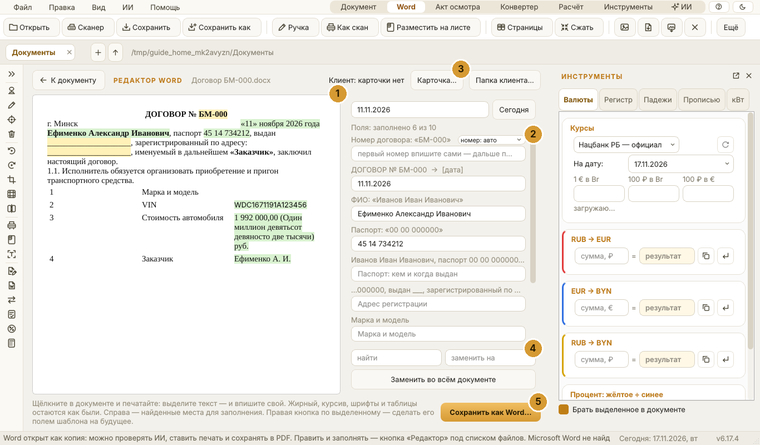 Файл Правка Вид ИИ Помощь Документ Word Акт осмотра Конвертер Расчёт Инструменты ИИ
Открыть Сканер Сохранить Сохранить как Ручка Как скан Разместить на листе Страницы Сжать Ещё
Документы × + ↑ /tmp/guide_home_mk2avyzn/Документы
К документу РЕДАКТОР WORD Договор БМ-000.docx Клиент: карточки нет Карточка... Папка клиента...
3
1
ДОГОВОР № БМ-000
г. Минск «11» ноября 2026 года
Ефименко Александр Иванович, паспорт 45 14 734212, выдан
____________________, зарегистрированный по адресу:
____________________, именуемый в дальнейшем «Заказчик», заключил
настоящий договор.
1.1. Исполнитель обязуется организовать приобретение и пригон
транспортного средства.
1 Марка и модель
2 VIN WDC1671191A123456
3 Стоимость автомобиля 1 992 000,00 (Один
миллион девятьсот
девяносто две тысячи)
руб.
4 Заказчик Ефименко А. И.
11.11.2026 Сегодня
Поля: заполнено 6 из 10
2
Номер договора: «БМ-000» номер: авто
первый номер впишите сами — дальше п...
ДОГОВОР № БМ-000 → [дата]
11.11.2026
ФИО: «Иванов Иван Иванович»
Ефименко Александр Иванович
Паспорт: «00 00 000000»
45 14 734212
Иванов Иван Иванович, паспорт 00 00 000000...
Паспорт: кем и когда выдан
...000000, выдан ___, зарегистрированный по ...
Адрес регистрации
Марка и модель
Марка и модель
4
найти заменить на
Заменить во всём документе
5
Сохранить как Word...
Щёлкните в документе и печатайте: выделите текст — и впишите свой. Жирный, курсив, шрифты и таблицы
остаются как были. Справа — найденные места для заполнения. Правая кнопка по выделенному — сделать его
полем шаблона на будущее.
ИНСТРУМЕНТЫ
Валюты Регистр Падежи Прописью кВт
Курсы
Нацбанк РБ — официал
На дату: 17.11.2026
1 € в Br 100 ₽ в Br 100 ₽ в €
загружаю...
RUB → EUR
сумма, ₽ = результат
EUR → BYN
сумма, € = результат
RUB → BYN
сумма, ₽ = результат
Процент: жёлтое ÷ синее
Брать выделенное в документе
Word открыт как копия: можно проверять ИИ, ставить печать и сохранять в PDF. Править и заполнять — кнопка «Редактор» под списком файлов. Microsoft Word не найд Сегодня: 17.11.2026, вт v6.17.4